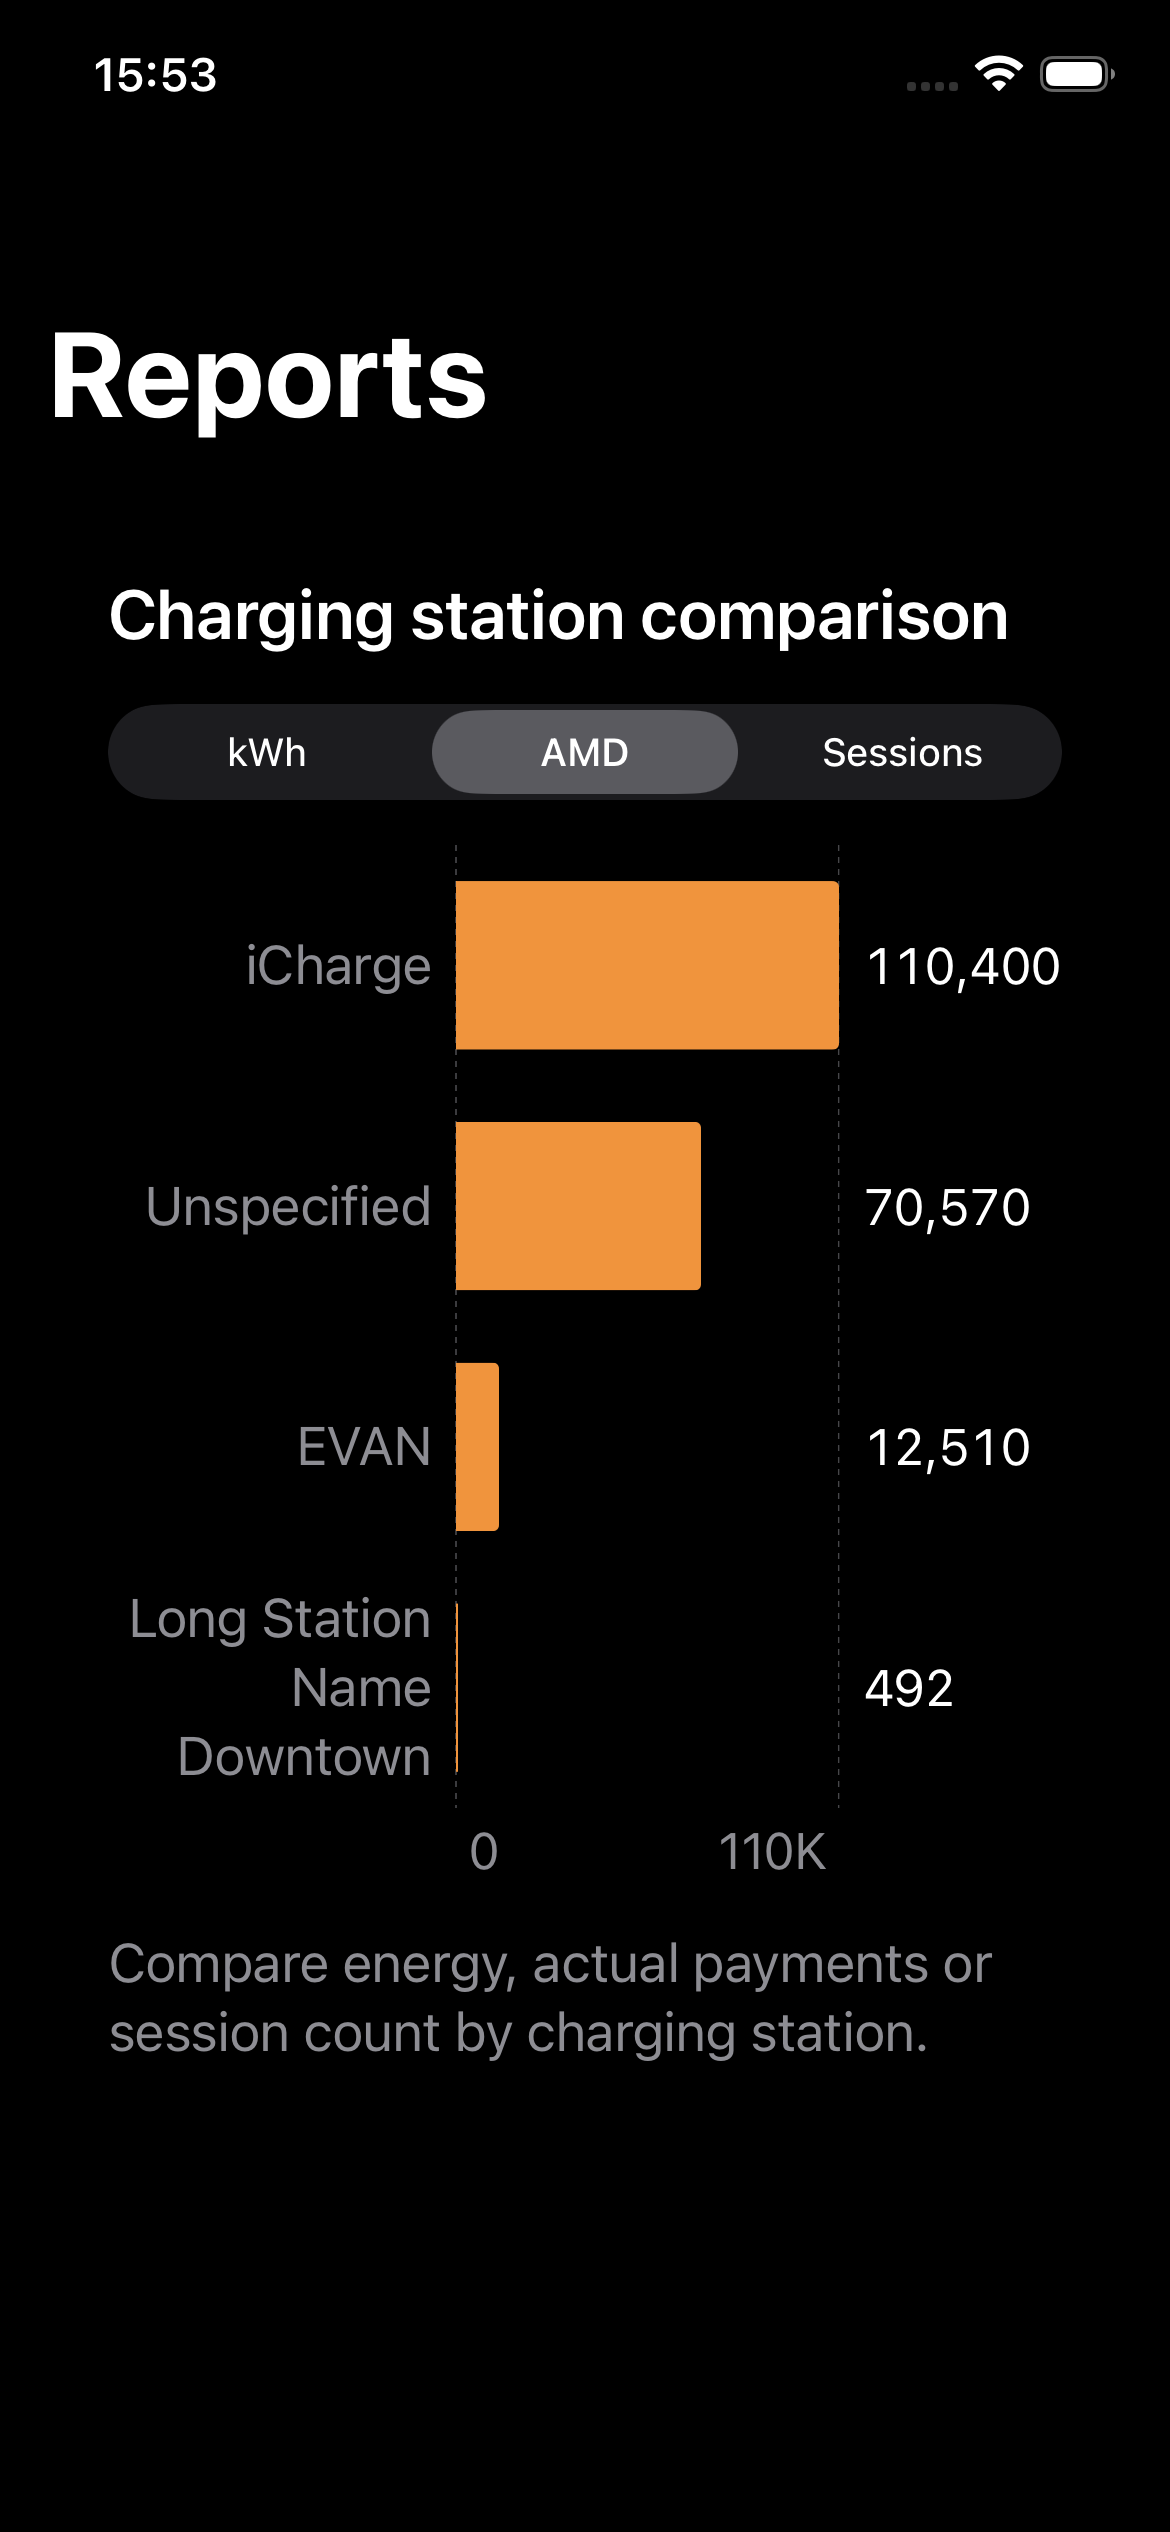 15:53
Reports
Charging station comparison
kWh
AMD
Sessions
iCharge
110,400
Unspecified
70,570
EVAN
12,510
Long Station
Name
Downtown
492
0
110K
Compare energy, actual payments or
session count by charging station.